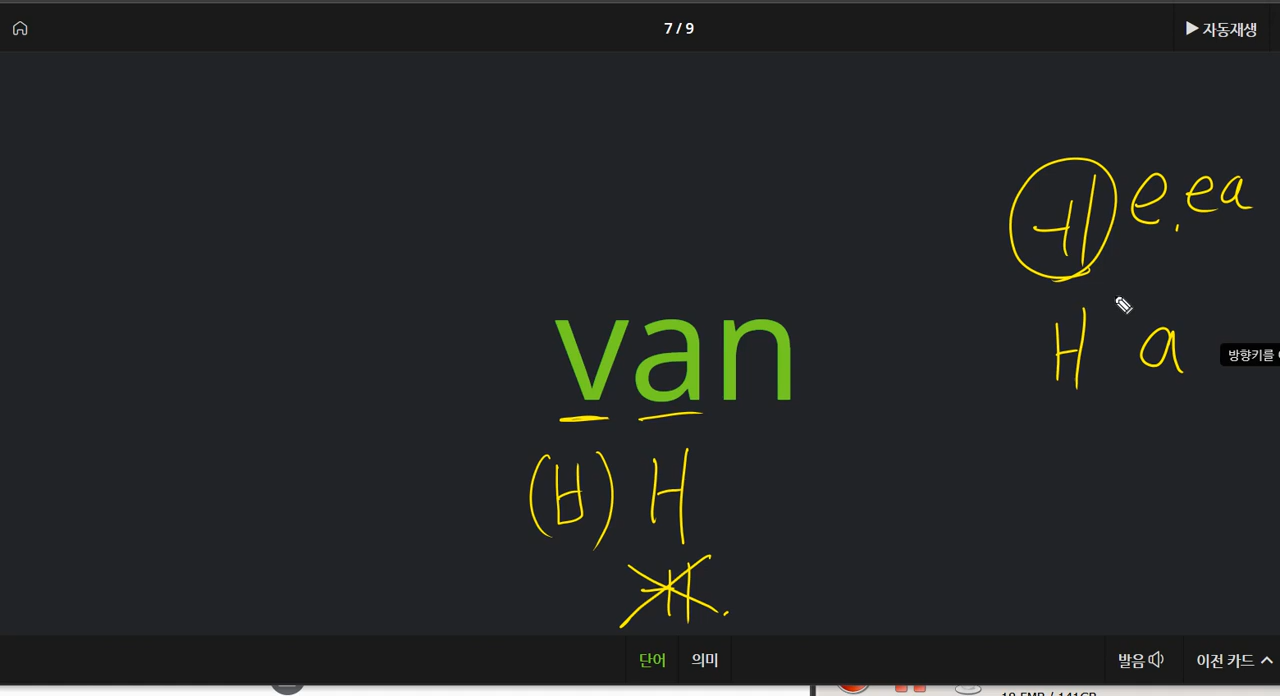 7 / 9
▶ 자동재생
ㅔ e, ea
ㅐ a
van
방향키를
(ㅂ) ㅐ
ㅔ.
단어 의미 발음 이전 카드